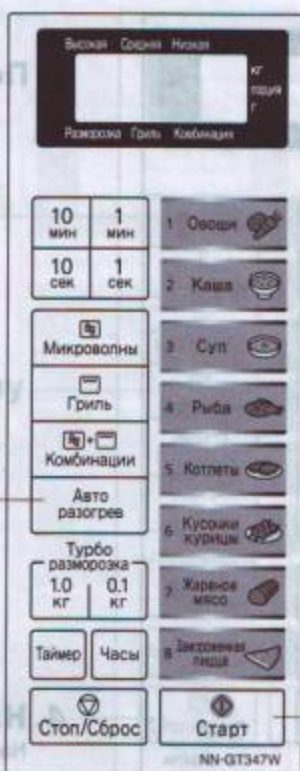 Высокая Средняя Низкая
кг
порция
г
Разморозка Гриль Комбинация
10 мин
1 мин
10 сек
1 сек
Микроволны
Гриль
Комбинации
Авто
разогрев
Турбо
разморозка
1.0 кг
0.1 кг
Таймер
Часы
Стоп/Сброс
1 Овощи
2 Каша
3 Суп
4 Рыба
5 Котлеты
6 Кусочки
курицы
7 Жареное
мясо
8 Замороженная
пицца
Старт
NN-GT347W